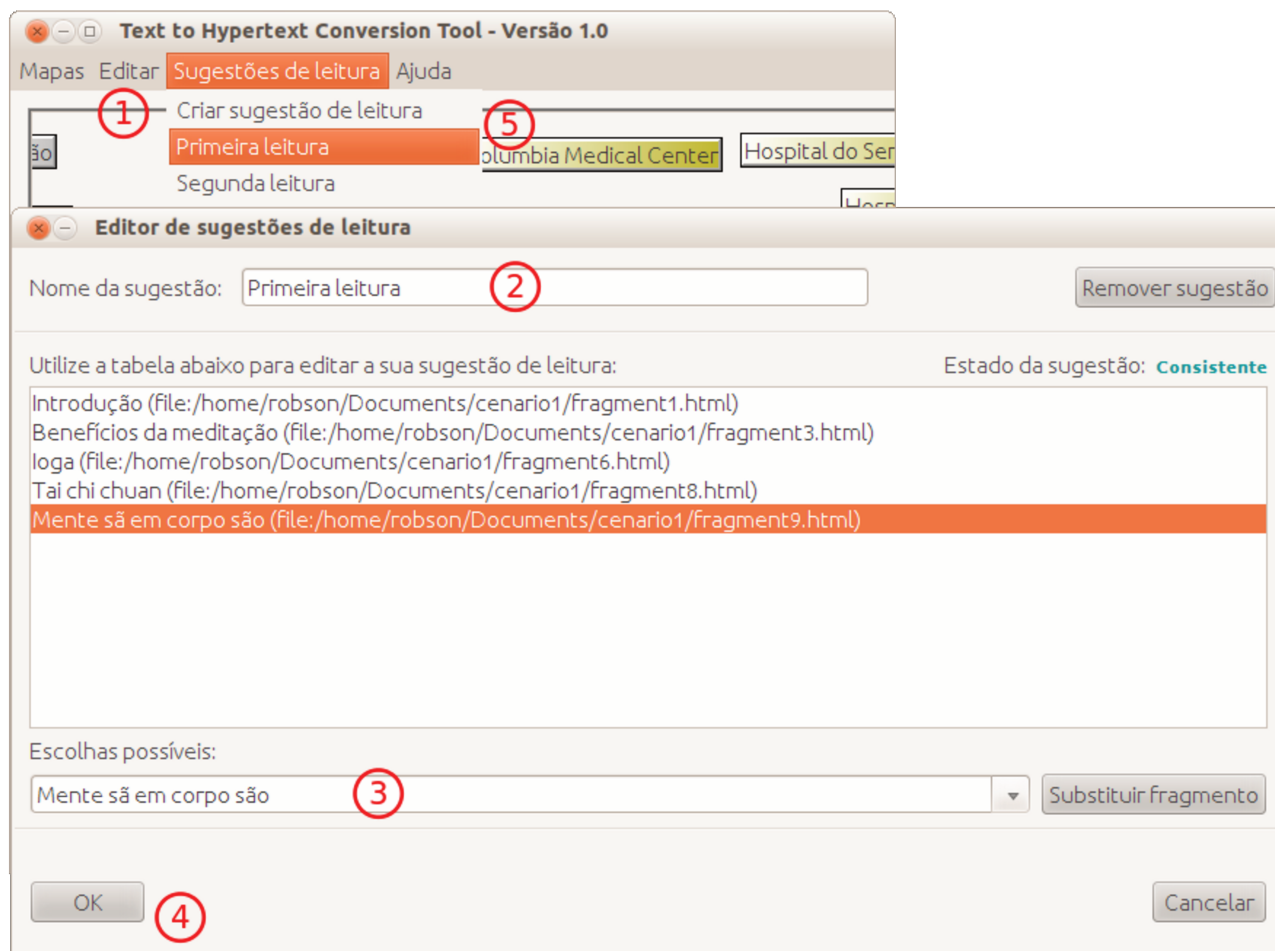 Text to Hypertext Conversion Tool - Versão 1.0
Mapas Editar Sugestões de leitura Ajuda
1 Criar sugestão de leitura 5
Primeira leitura
Medical Center Hospital do
Segunda leitura
Editor de sugestões de leitura
Nome da sugestão: Primeira leitura 2 Remover sugestão
Utilize a tabela abaixo para editar a sua sugestão de leitura: Estado da sugestão: Consistente
Introdução (file:/home/robson/Documents/cenario1/fragment1.html)
Benefícios da meditação (file:/home/robson/Documents/cenario1/fragment3.html)
Ioga (file:/home/robson/Documents/cenario1/fragment6.html)
Tai chi chuan (file:/home/robson/Documents/cenario1/fragment8.html)
Mente sã em corpo são (file:/home/robson/Documents/cenario1/fragment9.html)
Escolhas possíveis:
Mente sã em corpo são 3 Substituir fragmento
OK 4 Cancelar